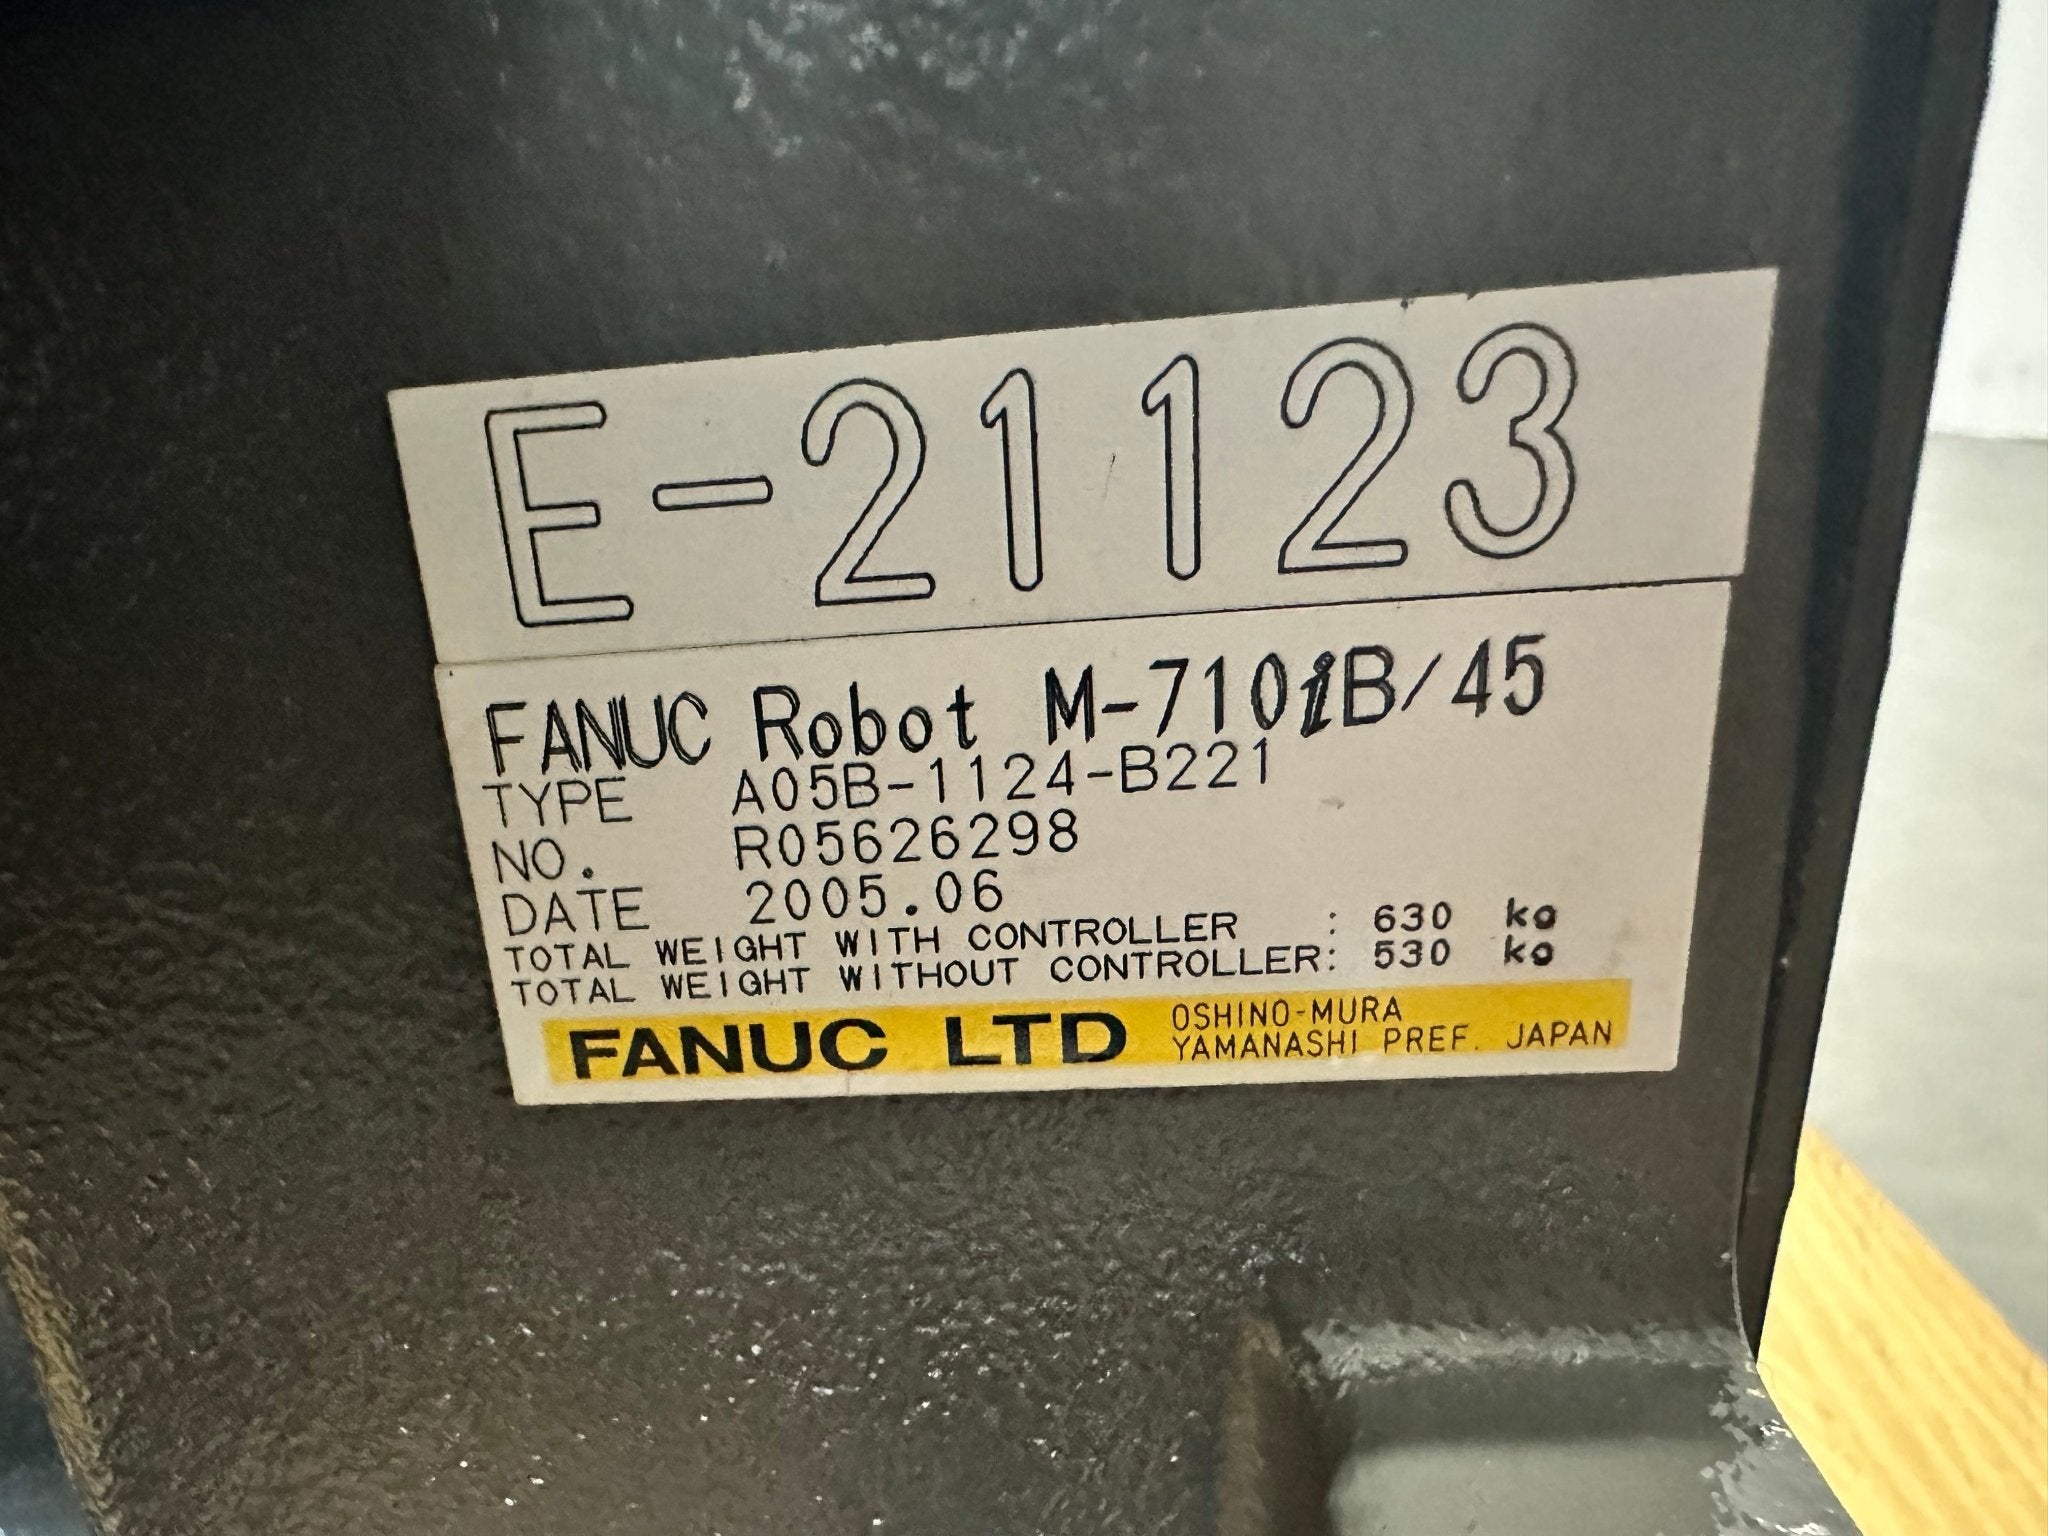 E-21123
FANUC Robot M-710iB/45
TYPE A05B-1124-B221
NO. R05626298
DATE 2005.06
TOTAL WEIGHT WITH CONTROLLER : 630 kg
TOTAL WEIGHT WITHOUT CONTROLLER: 530 kg
FANUC LTD
OSHINO-MURA
YAMANASHI PREF. JAPAN